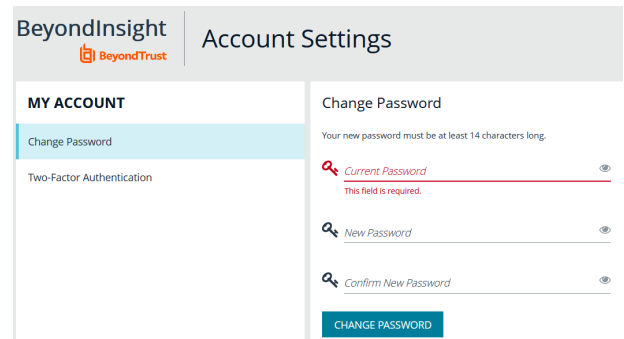 BeyondInsight
BeyondTrust
Account Settings
MY ACCOUNT
Change Password
Two-Factor Authentication
Change Password
Your new password must be at least 14 characters long.
Current Password
This field is required.
New Password
Confirm New Password
CHANGE PASSWORD